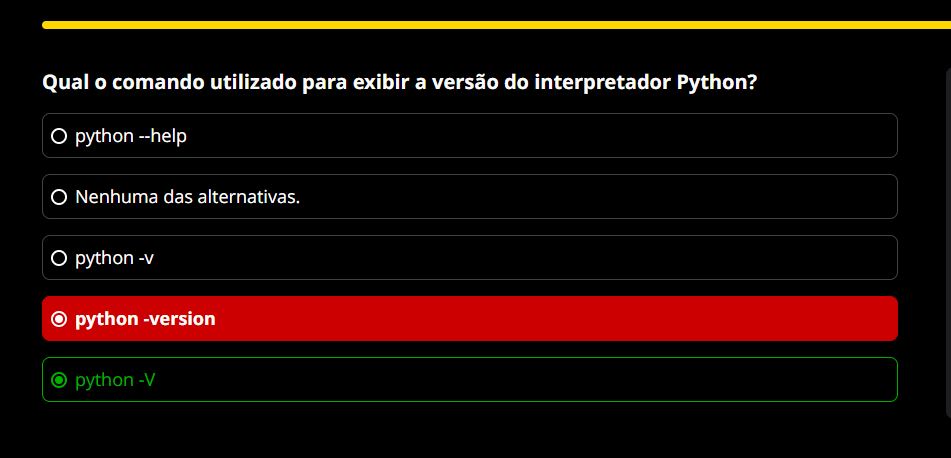 Qual o comando utilizado para exibir a versão do interpretador Python?
python --help
Nenhuma das alternativas.
python -v
python -version
python -V